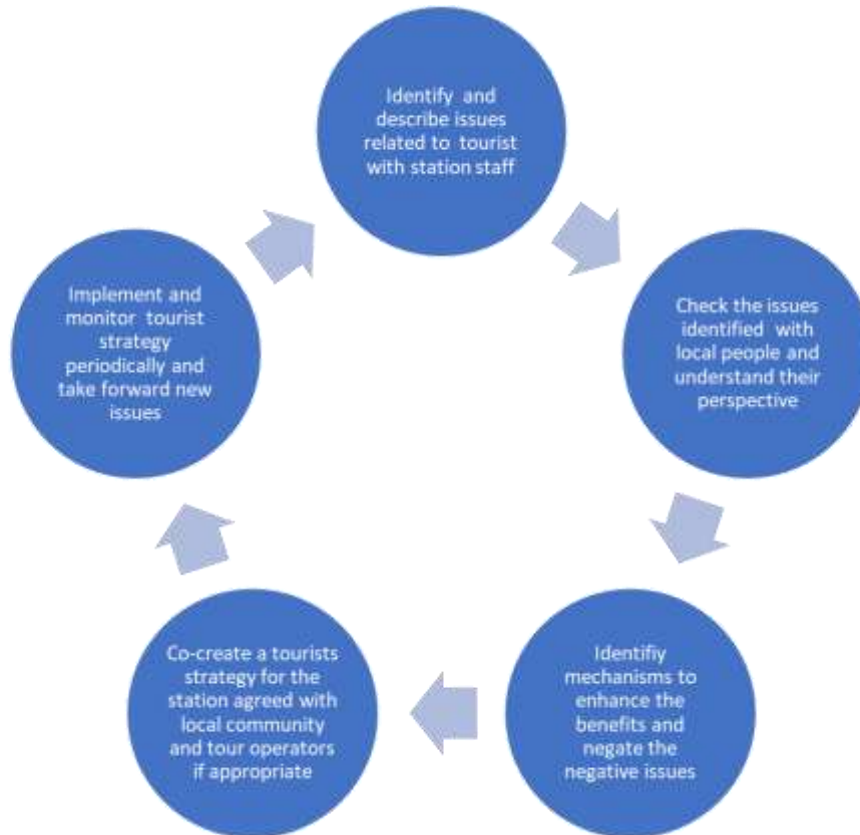 Identify and
describe issues
related to tourist
with station staff
Check the issues
identified with
local people and
understand their
perspective
Identifiy
mechanisms to
enhance the
benefits and
negate the
negative issues
Co-create a tourists
strategy for the
station agreed with
local community
and tour operators
if appropriate
Implement and
monitor tourist
strategy
periodically and
take forward new
issues